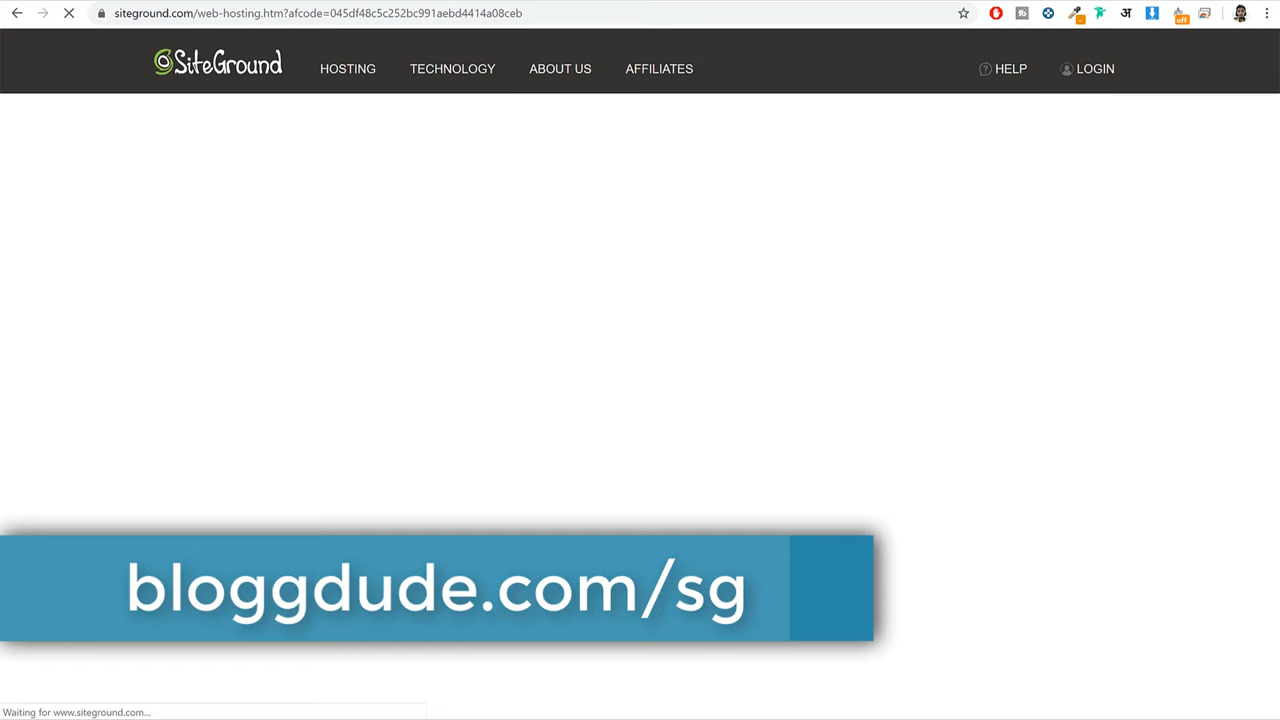 siteground.com/web-hosting.htm?afcode=045df48c5c252bc991aebd4414a08ceb
off
SiteGround
HOSTING
TECHNOLOGY
ABOUT US
AFFILIATES
HELP
LOGIN
bloggdude.com/sg
Waiting for www.siteground.com...